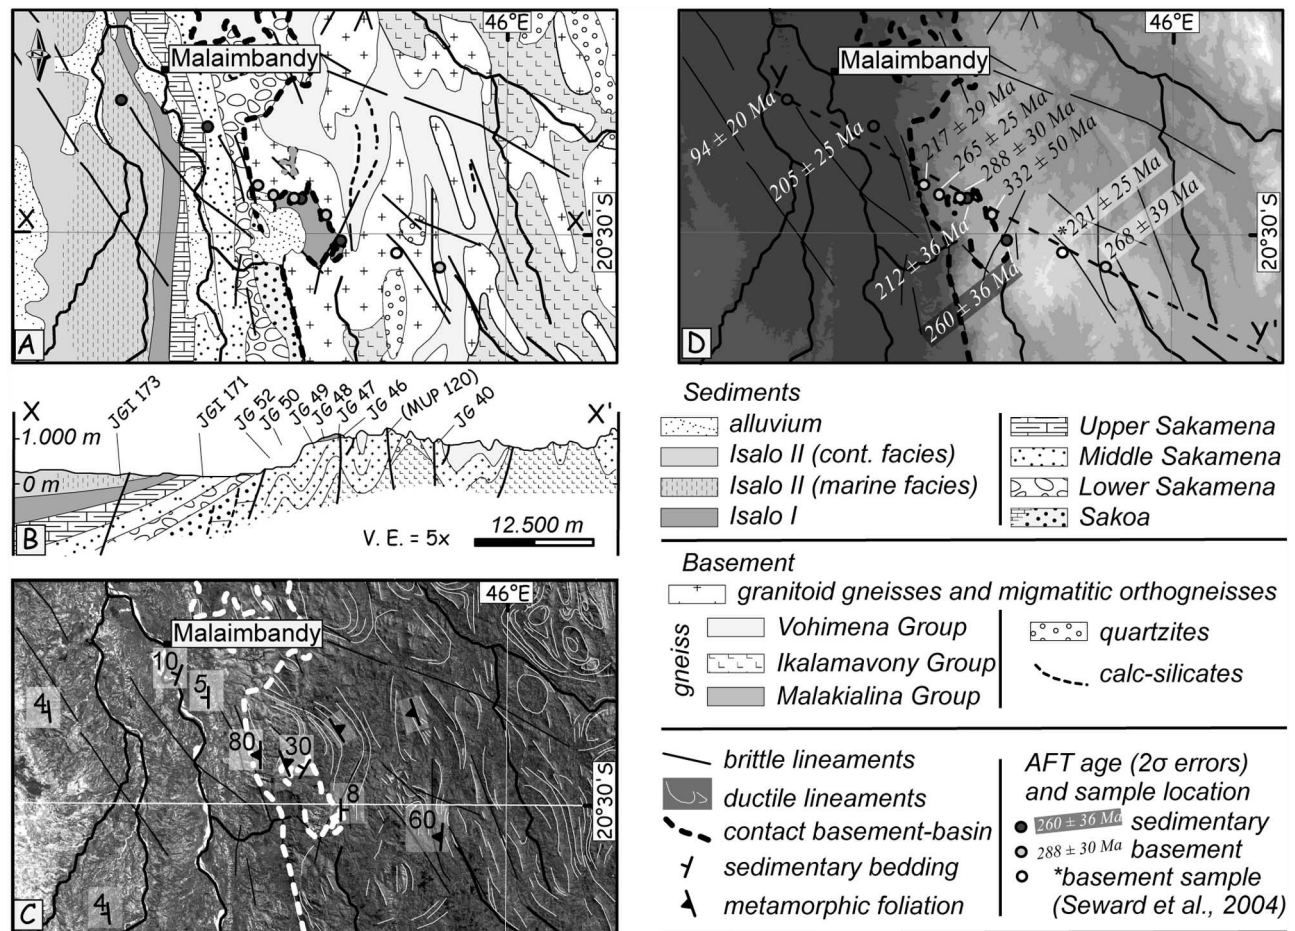 46°E
Malaimbandy
X
X'
20°30' S
A
X
X'
JGI 173
JGI 171
JG 52
JG 50
JG 49
JG 48
JG 47
JG 46
(MUP 120)
JG 40
1.000 m
0 m
V. E. = 5x
12.500 m
B
46°E
Malaimbandy
10
5
4
80
30
8
60
4
20°30' S
C
46°E
Malaimbandy
y
94 ± 20 Ma
205 ± 25 Ma
217 ± 29 Ma
265 ± 25 Ma
288 ± 30 Ma
332 ± 50 Ma
*221 ± 25 Ma
268 ± 39 Ma
212 ± 36 Ma
260 ± 36 Ma
20°30' S
y'
D
Sediments
alluvium
Isalo II (cont. facies)
Isalo II (marine facies)
Isalo I
Upper Sakamena
Middle Sakamena
Lower Sakamena
Sakoa
Basement
granitoid gneisses and migmatitic orthogneisses
gneiss
Vohimena Group
Ikalamavony Group
Malakialina Group
quartzites
calc-silicates
brittle lineaments
ductile lineaments
contact basement-basin
sedimentary bedding
metamorphic foliation
AFT age (2σ errors)
and sample location
260 ± 36 Ma sedimentary
288 ± 30 Ma basement
*basement sample
(Seward et al., 2004)